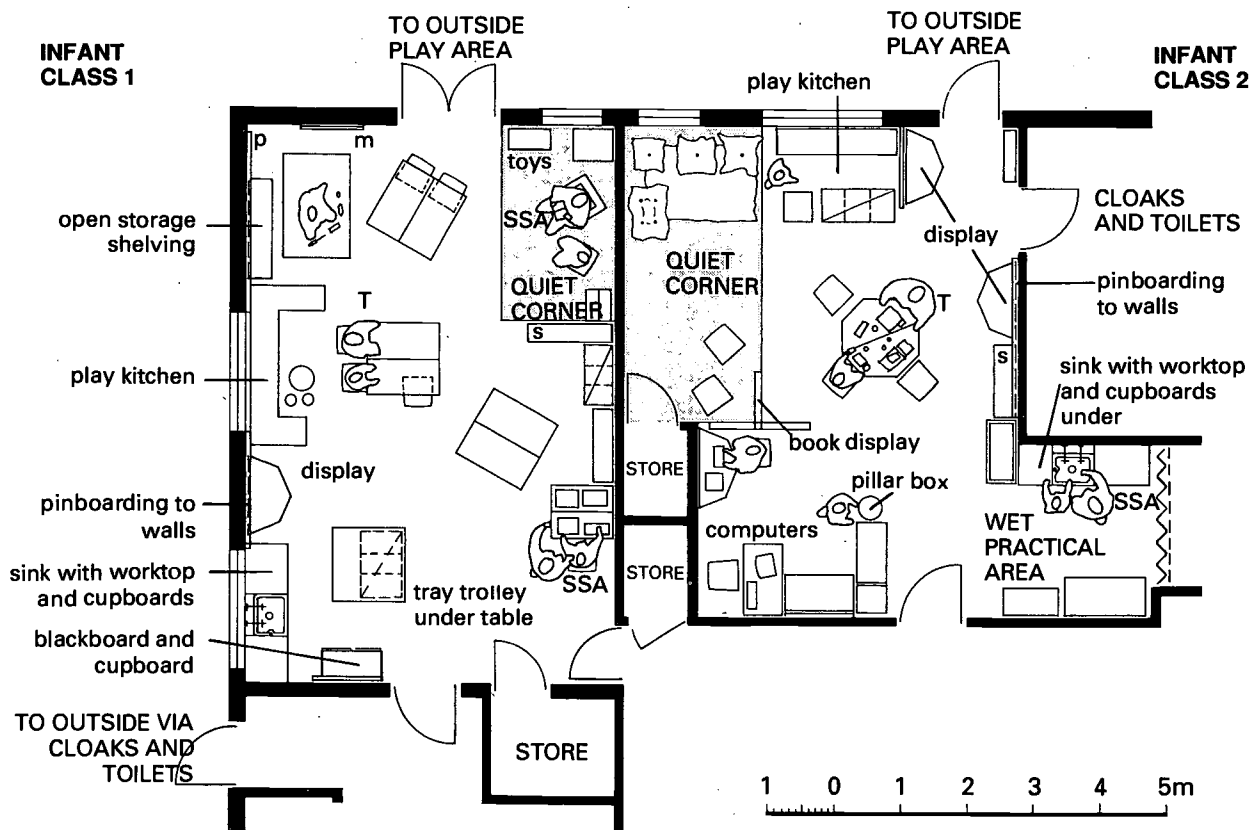 INFANT
CLASS 1
TO OUTSIDE
PLAY AREA
TO OUTSIDE
PLAY AREA
INFANT
CLASS 2
play kitchen
p
m
toys
SSA
QUIET
CORNER
s
open storage
shelving
T
play kitchen
display
pinboarding to
walls
sink with worktop
and cupboards
blackboard and
cupboard
tray trolley
under table
SSA
TO OUTSIDE VIA
CLOAKS AND
TOILETS
STORE
STORE
STORE
QUIET
CORNER
display
T
s
CLOAKS
AND TOILETS
pinboarding
to walls
sink with worktop
and cupboards
under
book display
pillar box
computers
SSA
WET
PRACTICAL
AREA
1 0 1 2 3 4 5m